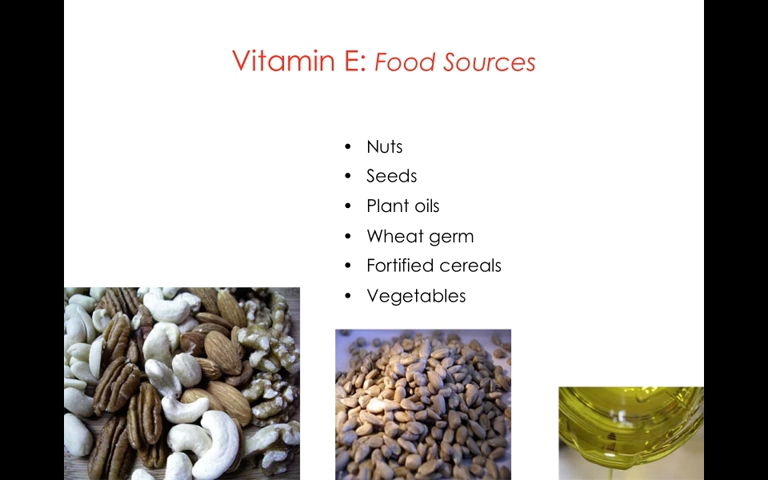 Vitamin E: Food Sources
• Nuts
• Seeds
• Plant oils
• Wheat germ
• Fortified cereals
• Vegetables